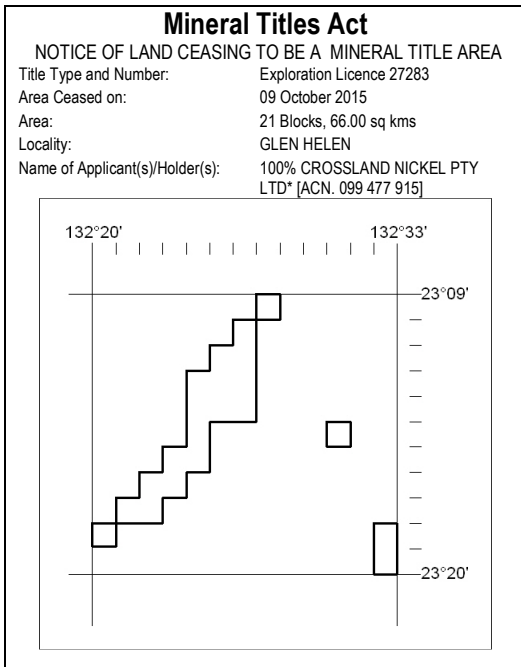 Mineral Titles Act
NOTICE OF LAND CEASING TO BE A MINERAL TITLE AREA
Title Type and Number: Exploration Licence 27283
Area Ceased on: 09 October 2015
Area: 21 Blocks, 66.00 sq kms
Locality: GLEN HELEN
Name of Applicant(s)/Holder(s): 100% CROSSLAND NICKEL PTY
LTD* [ACN. 099 477 915]
132°20' 132°33'
23°09'
23°20'